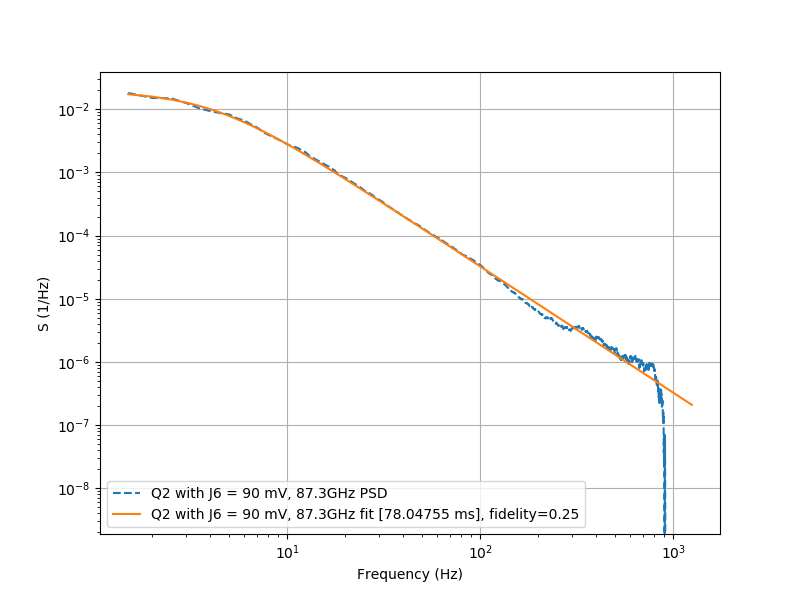 10⁻²
10⁻³
10⁻⁴
10⁻⁵
10⁻⁶
10⁻⁷
10⁻⁸
S (1/Hz)
Q2 with J6 = 90 mV, 87.3GHz PSD
Q2 with J6 = 90 mV, 87.3GHz fit [78.04755 ms], fidelity=0.25
10¹ 10² 10³
Frequency (Hz)